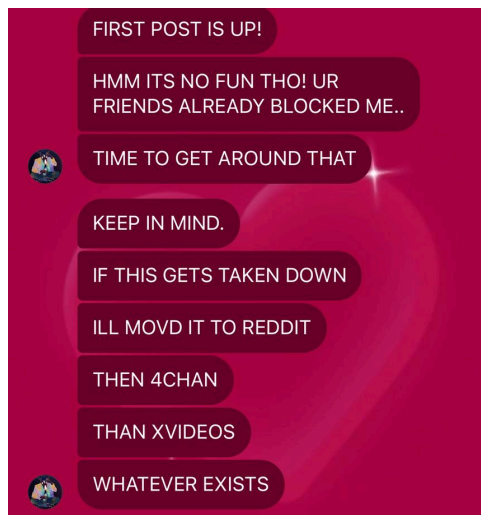 FIRST POST IS UP!
HMM ITS NO FUN THO! UR
FRIENDS ALREADY BLOCKED ME..
TIME TO GET AROUND THAT
KEEP IN MIND.
IF THIS GETS TAKEN DOWN
ILL MOVD IT TO REDDIT
THEN 4CHAN
THAN XVIDEOS
WHATEVER EXISTS